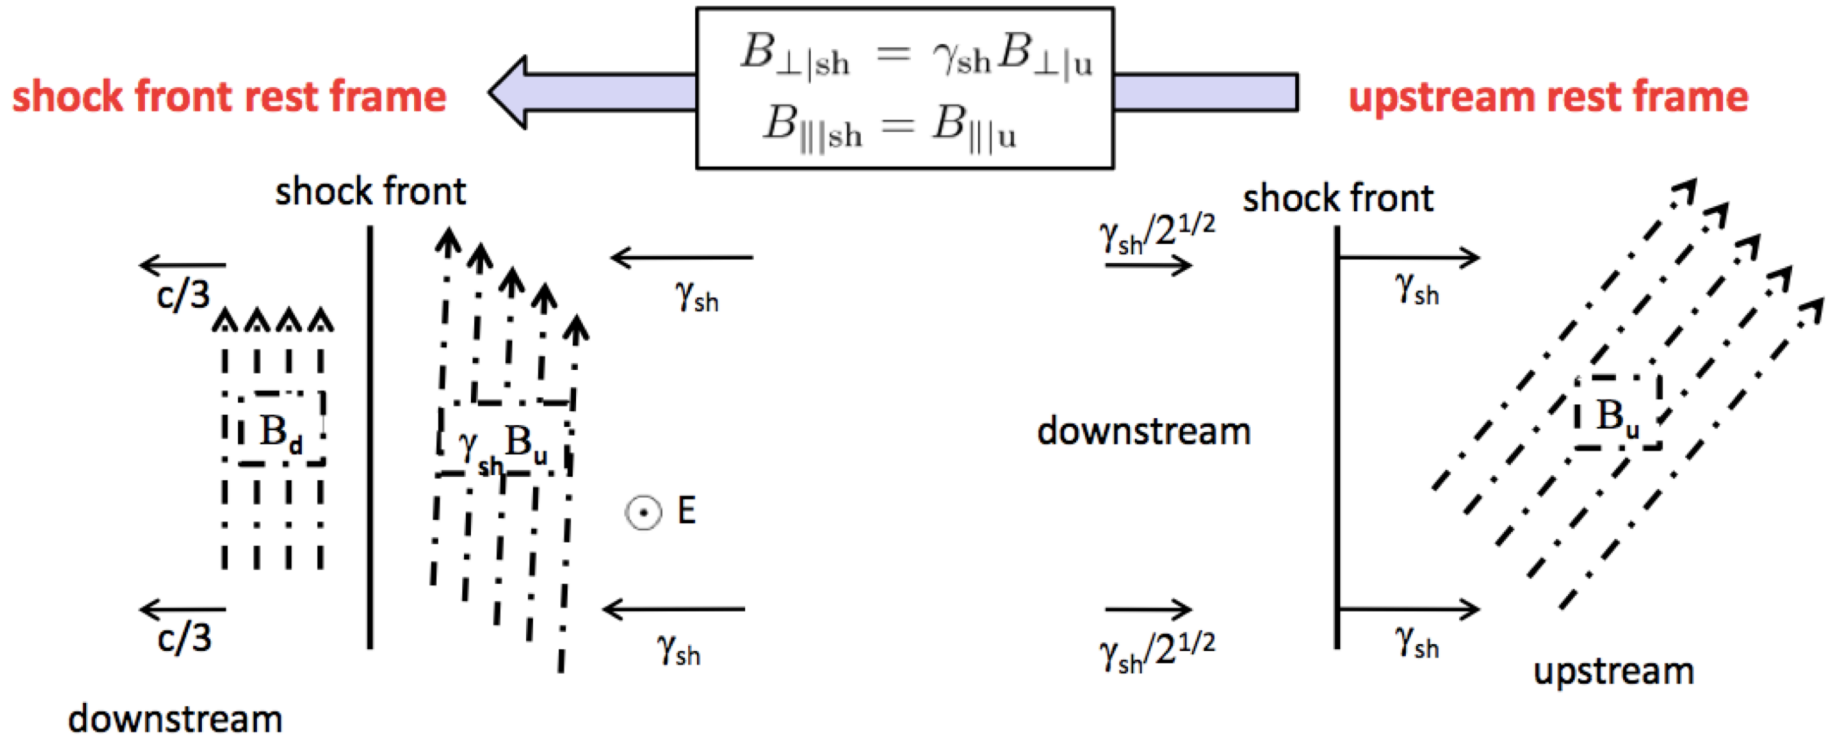 B⊥|sh = γsh B⊥|u
B∥|sh = B∥|u
shock front rest frame
upstream rest frame
shock front
c/3
Bd
γsh Bu
γsh
E
c/3
γsh
downstream
shock front
γsh/2^1/2
γsh
downstream
Bu
γsh/2^1/2
γsh
upstream